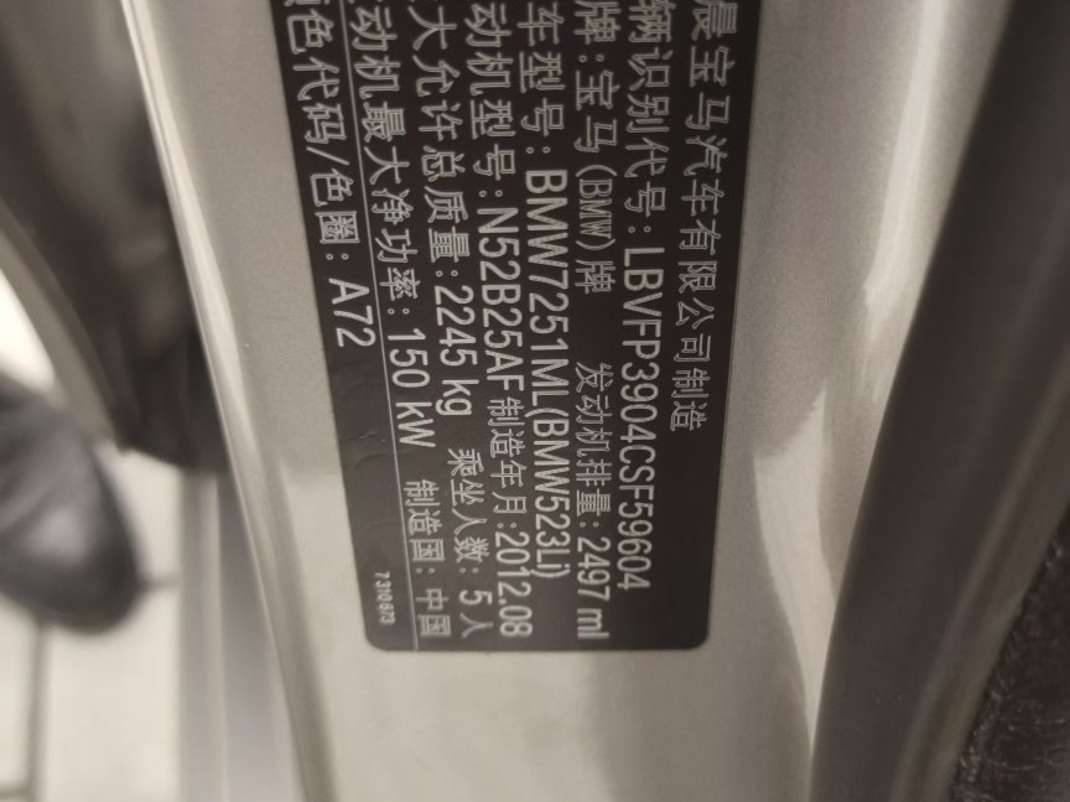 晨宝马汽车有限公司制造
辆识别代号:LBVFP3904CSF59604
牌:宝马(BMW)牌 发动机排量:2497 ml
车型号:BMW7251ML(BMW523Li)
动机型号:N52B25AF 制造年月:2012.08
大允许总质量:2245 kg 乘坐人数: 5 人
动机最大净功率: 150 kW 制造国: 中国
色代码/色圈: A72
7 310 673